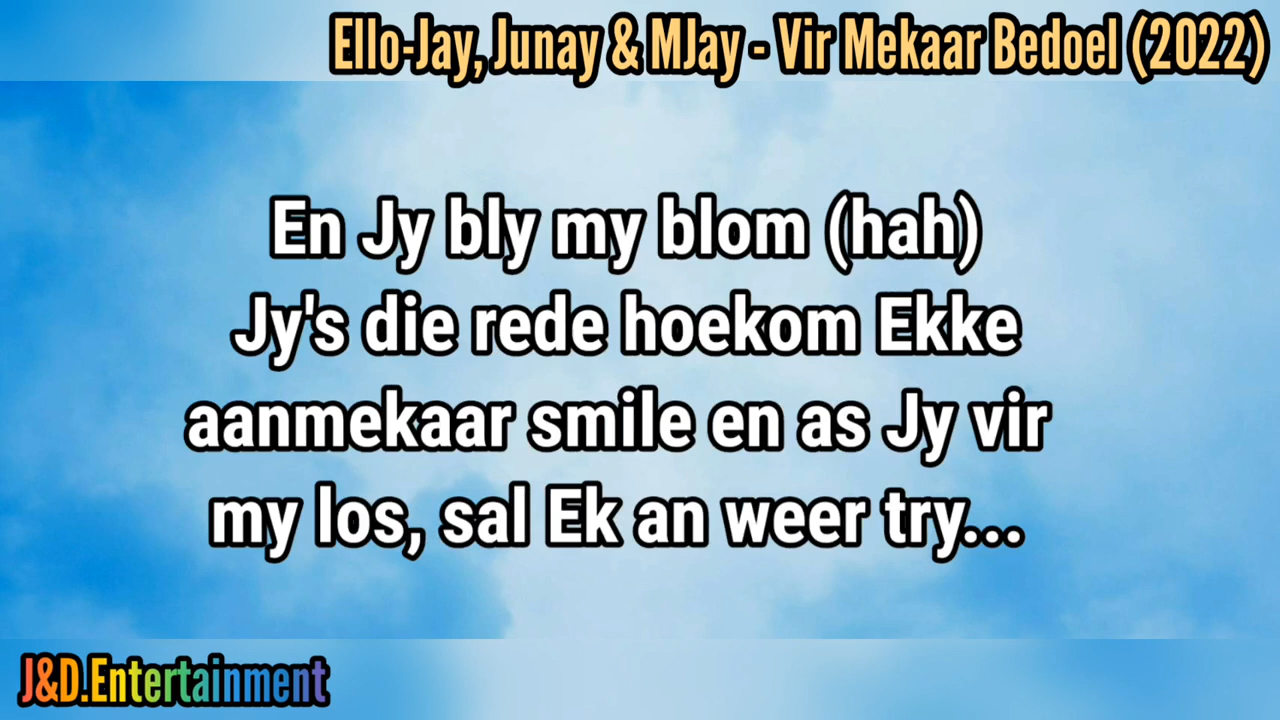 Ello-Jay, Junay & MJay - Vir Mekaar Bedoel (2022)
En Jy bly my blom (hah)
Jy's die rede hoekom Ekke
aanmekaar smile en as Jy vir
my los, sal Ek an weer try...
J&D.Entertainment